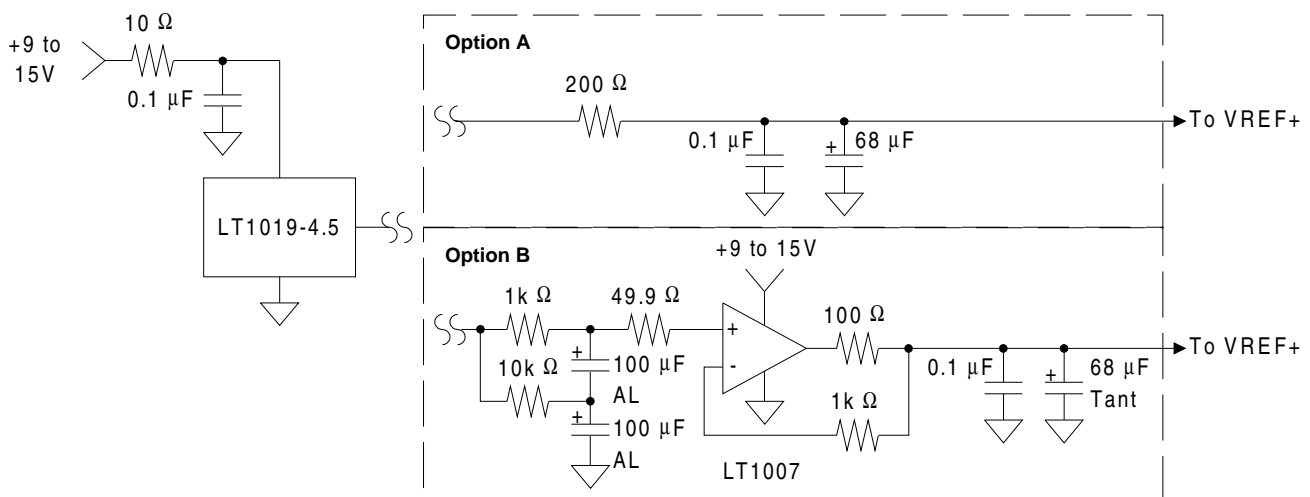 +9 to
15V
10 Ω
0.1 µF
LT1019-4.5
Option A
200 Ω
0.1 µF
+
68 µF
To VREF+
Option B
+9 to 15V
1k Ω
49.9 Ω
10k Ω
+
100 µF
AL
+
100 µF
AL
+
-
100 Ω
1k Ω
LT1007
0.1 µF
+
68 µF
Tant
To VREF+